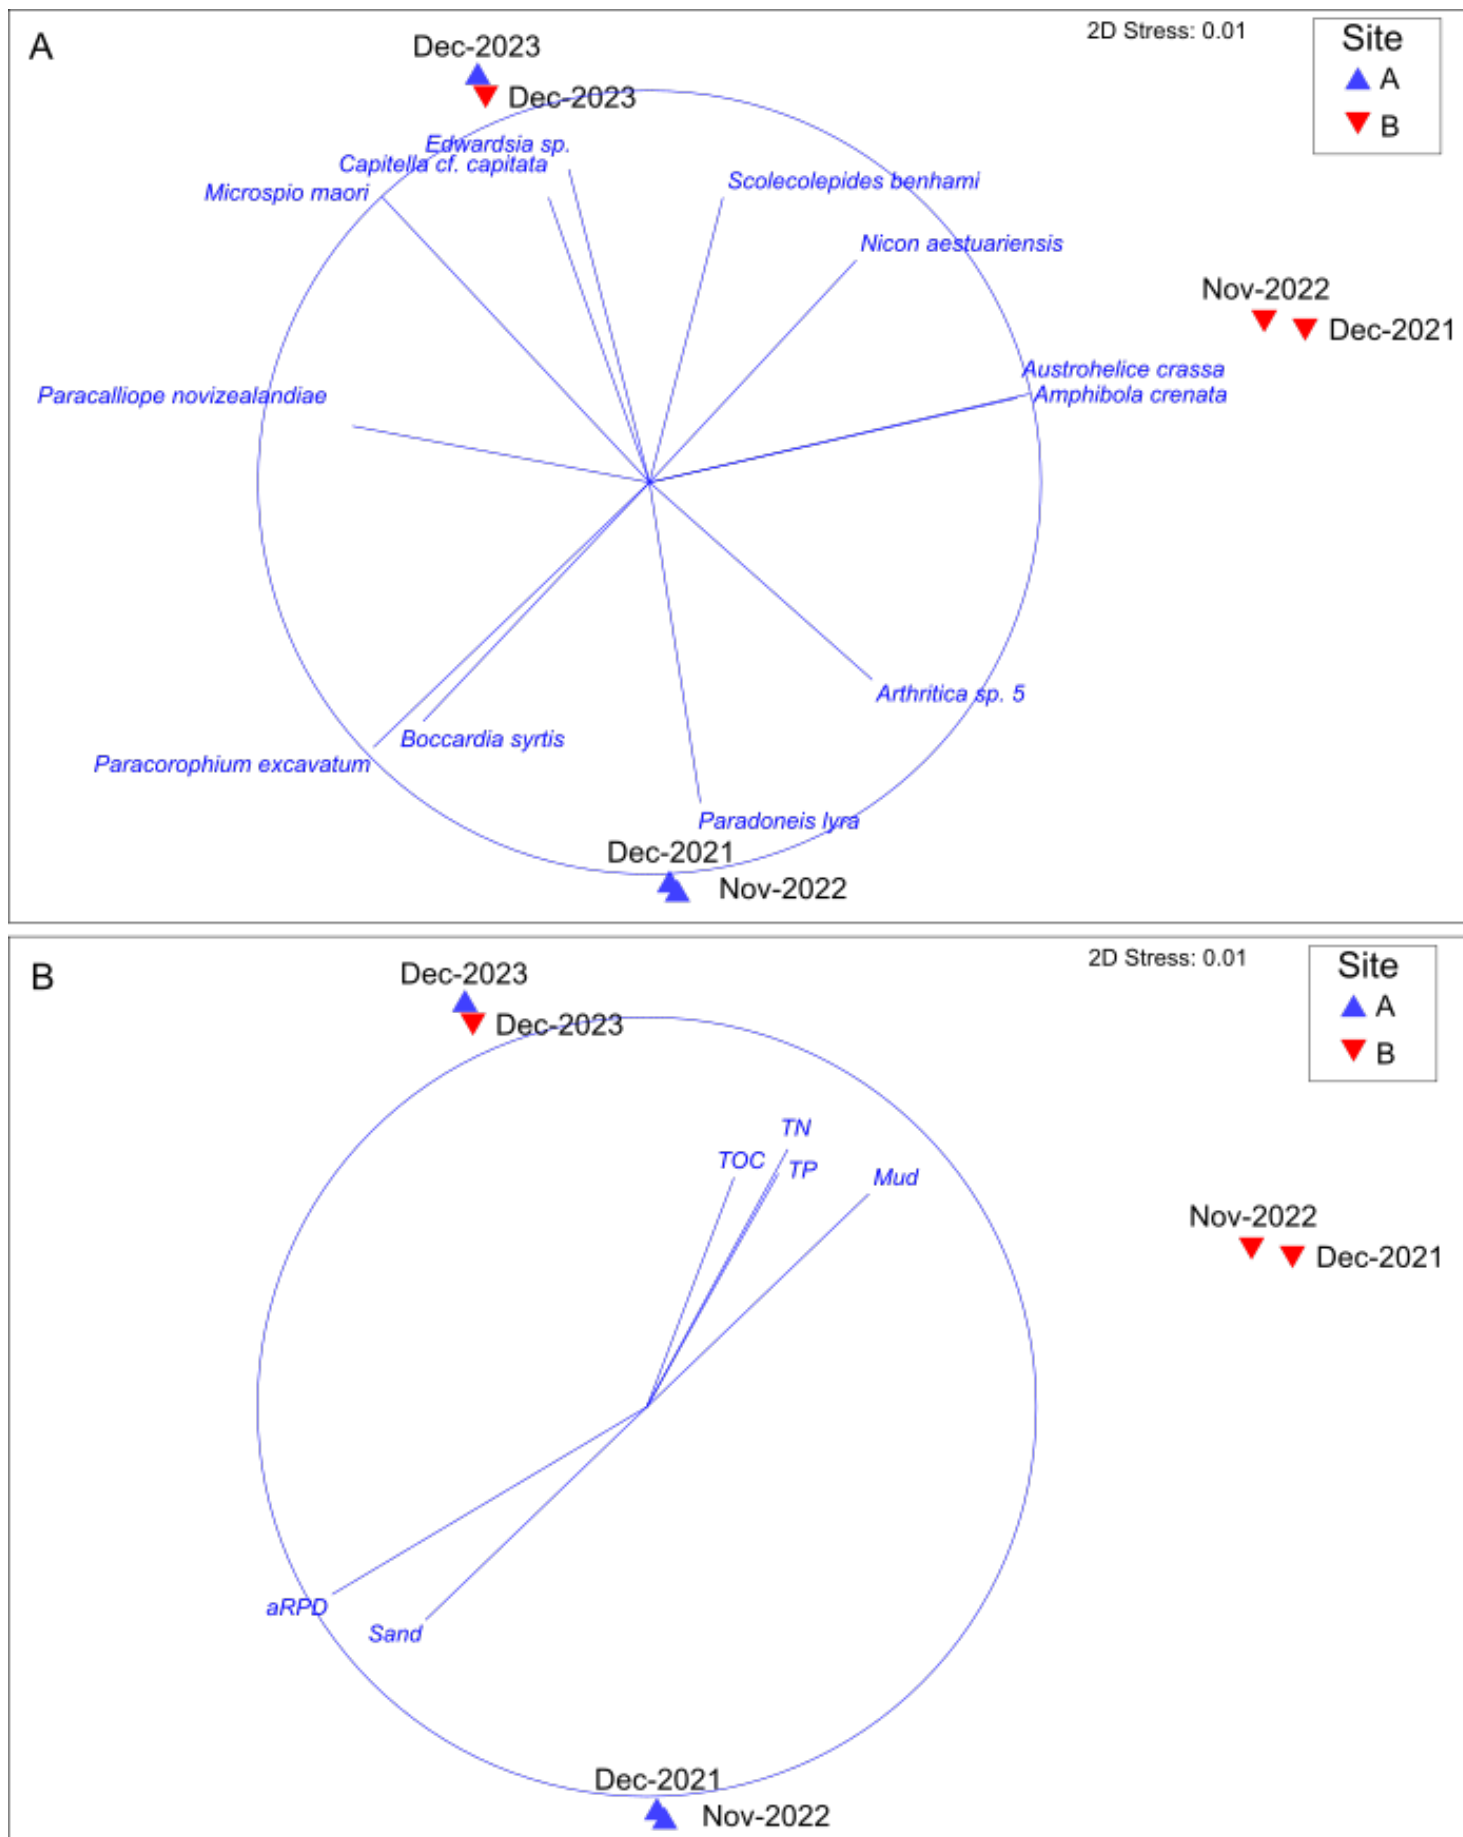 A
2D Stress: 0.01
Site
A
B
Dec-2023
Dec-2023
Edwardsia sp.
Capitella cf. capitata
Microspio maori
Scolecolepides benhami
Nicon aestuariensis
Nov-2022
Dec-2021
Austrohelice crassa
Amphibola crenata
Paracalliope novizealandiae
Arthritica sp. 5
Boccardia syrtis
Paracorophium excavatum
Paradoneis lyra
Dec-2021
Nov-2022
B
2D Stress: 0.01
Site
A
B
Dec-2023
Dec-2023
TN
TOC
TP
Mud
Nov-2022
Dec-2021
aRPD
Sand
Dec-2021
Nov-2022